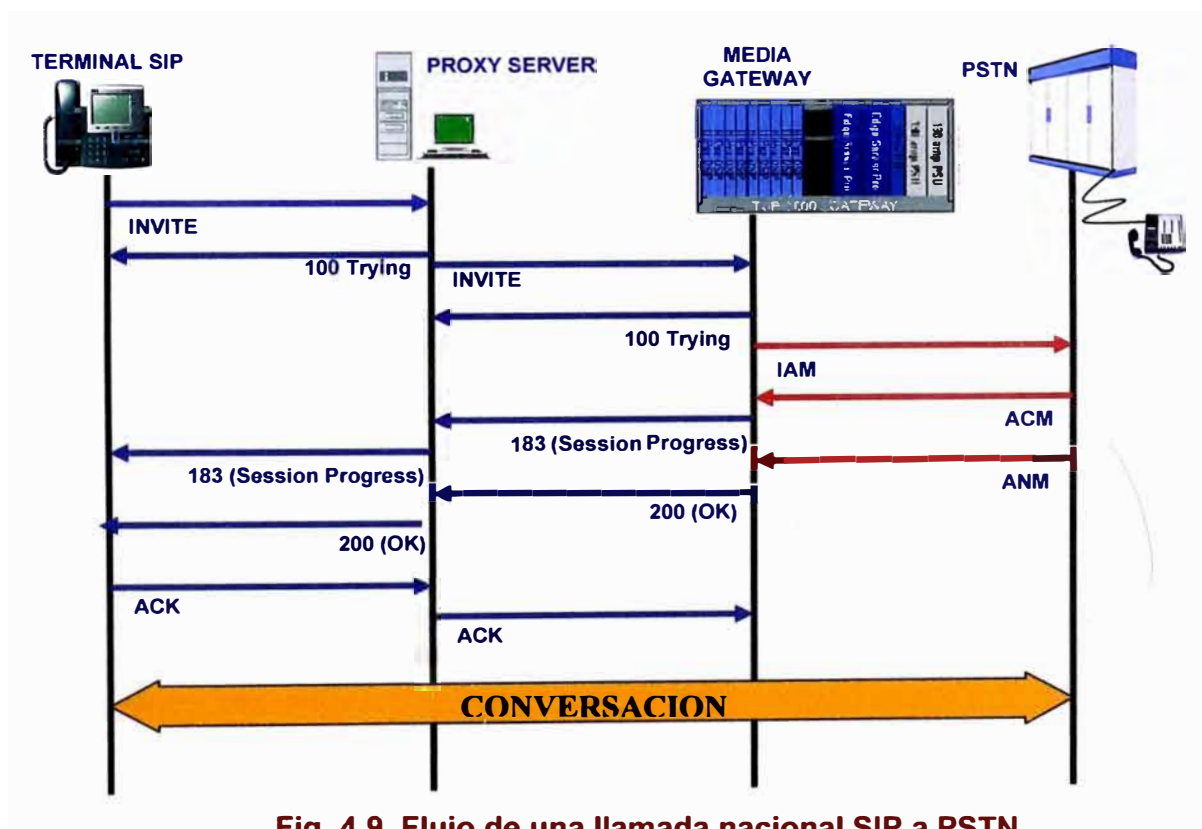 TERMINAL SIP
PROXY SERVER
MEDIA
GATEWAY
PSTN
INVITE
100 Trying
INVITE
100 Trying
IAM
ACM
183 (Session Progress)
183 (Session Progress)
ANM
200 (OK)
200 (OK)
ACK
ACK
CONVERSACION
Fig. 4.9 Flujo de una llamada nacional SIP a PSTN